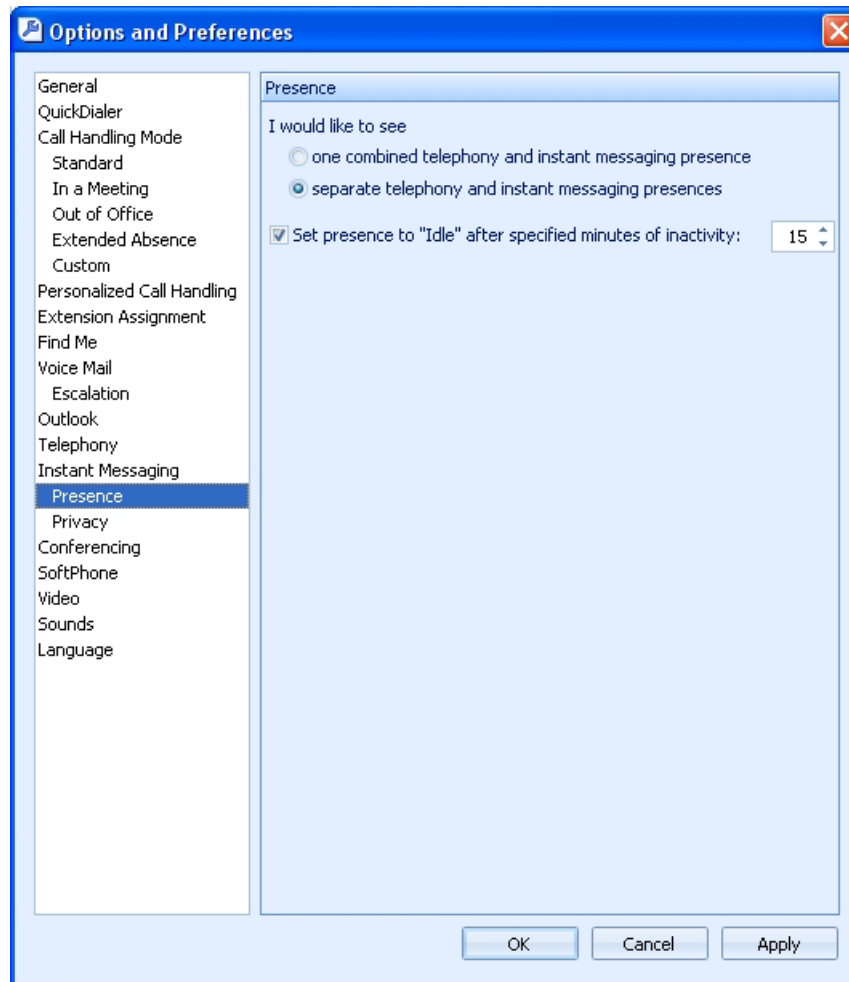 Options and Preferences
General
QuickDialer
Call Handling Mode
Standard
In a Meeting
Out of Office
Extended Absence
Custom
Personalized Call Handling
Extension Assignment
Find Me
Voice Mail
Escalation
Outlook
Telephony
Instant Messaging
Presence
Privacy
Conferencing
SoftPhone
Video
Sounds
Language
Presence
I would like to see
one combined telephony and instant messaging presence
separate telephony and instant messaging presences
Set presence to "Idle" after specified minutes of inactivity: 15
OK Cancel Apply